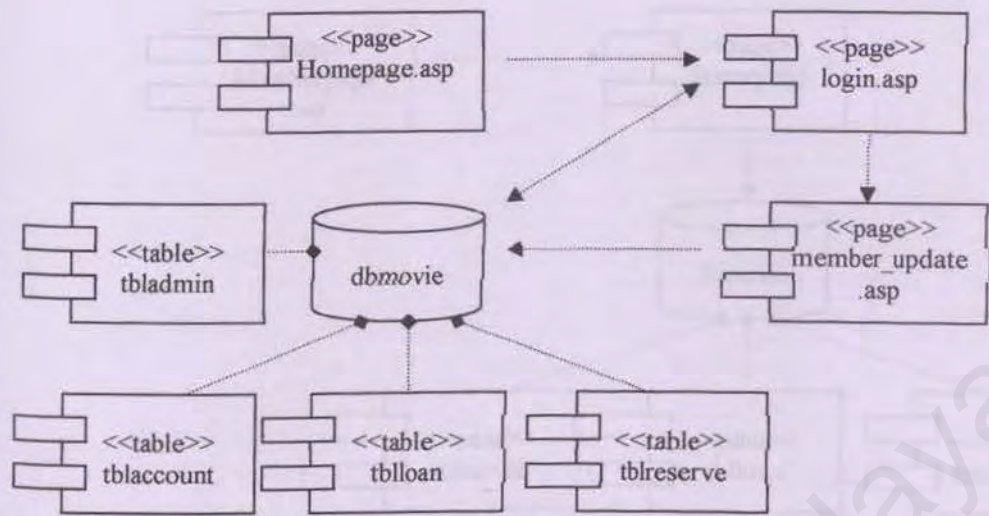 <<page>>
Homepage.asp
<<page>>
login.asp
<<table>>
tbladmin
dbmovie
<<page>>
member_update
.asp
<<table>>
tblaccount
<<table>>
tblloan
<<table>>
tblreserve